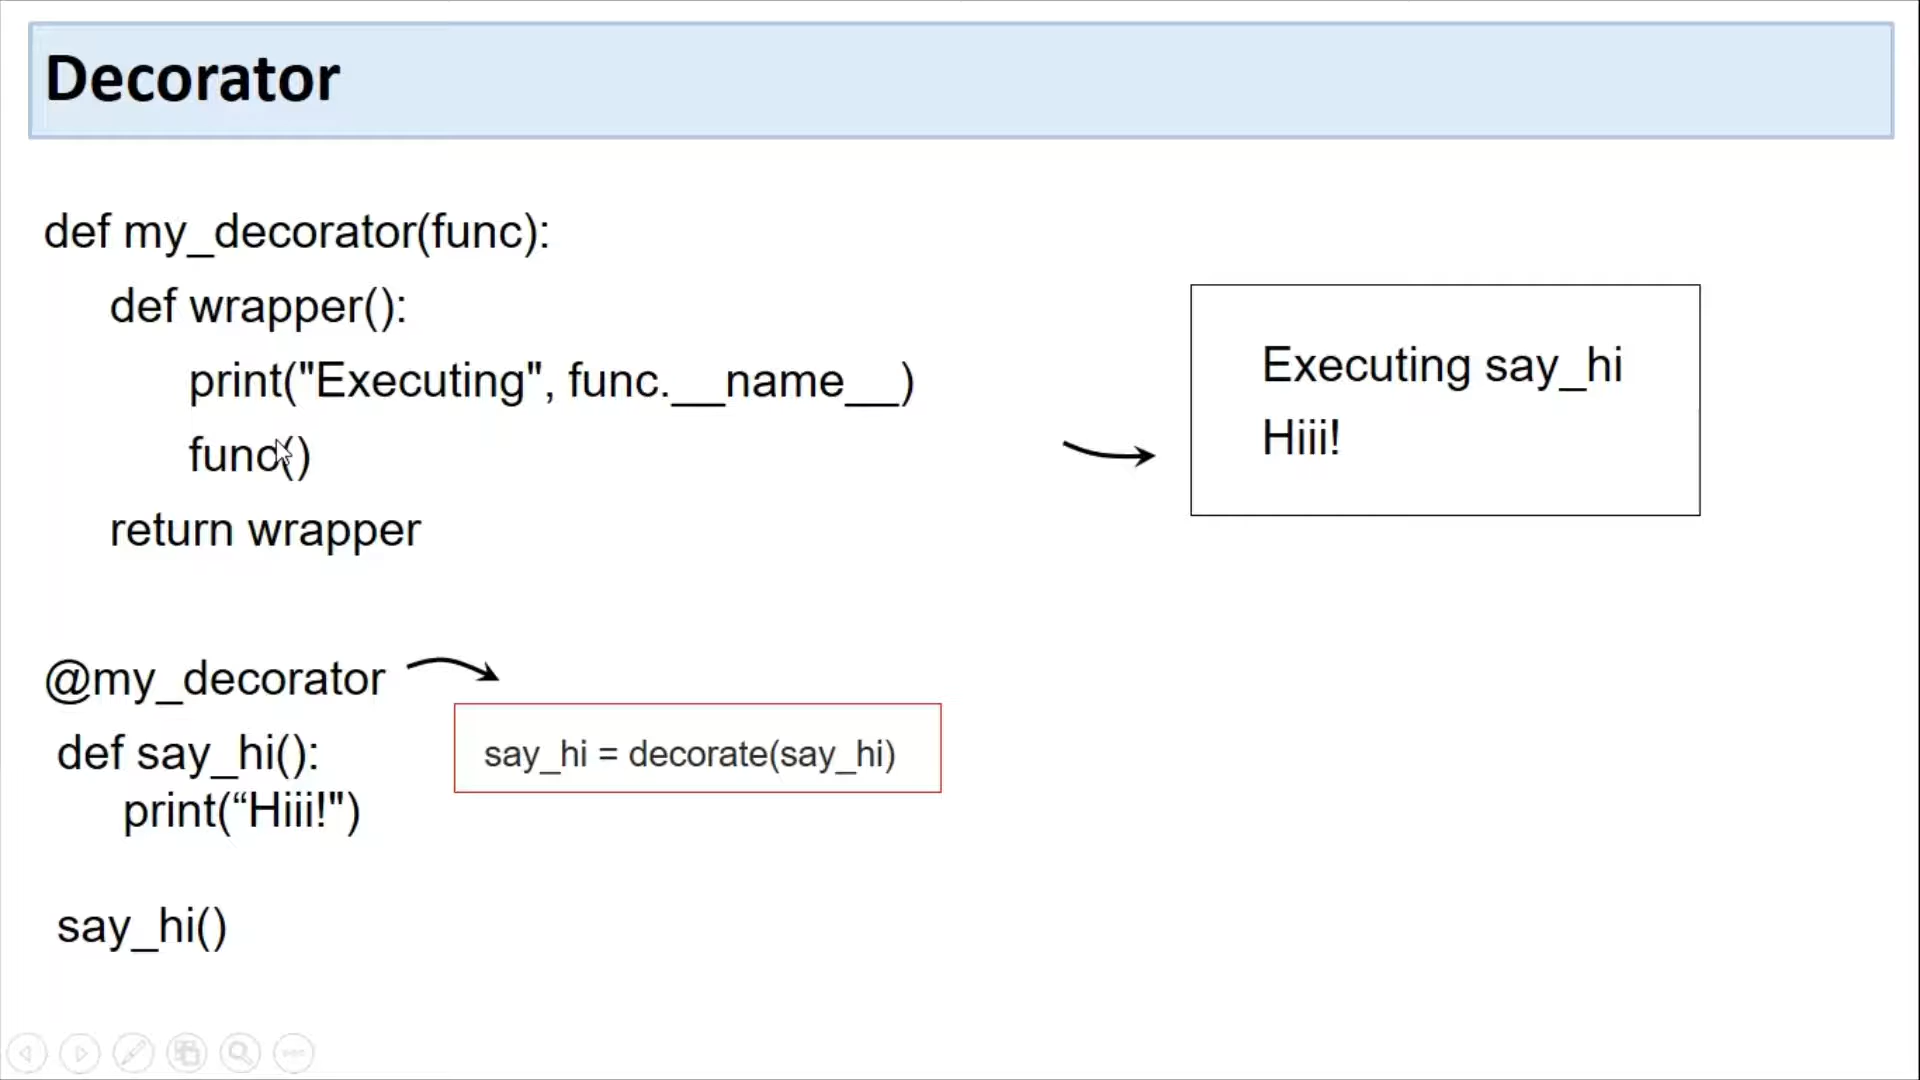 Decorator
def my_decorator(func):
def wrapper():
print("Executing", func.__name__)
func()
return wrapper
Executing say_hi
Hiii!
@my_decorator
def say_hi():
print(“Hiii!")
say_hi = decorate(say_hi)
say_hi()